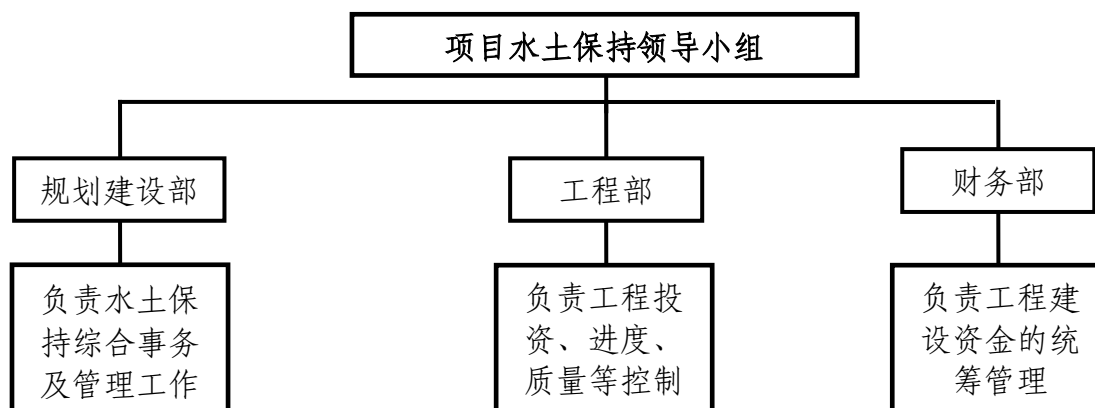 项目水土保持领导小组
规划建设部
工程部
财务部
负责水土保
持综合事务
及管理工作
负责工程投
资、进度、
质量等控制
负责工程建
设资金的统
筹管理